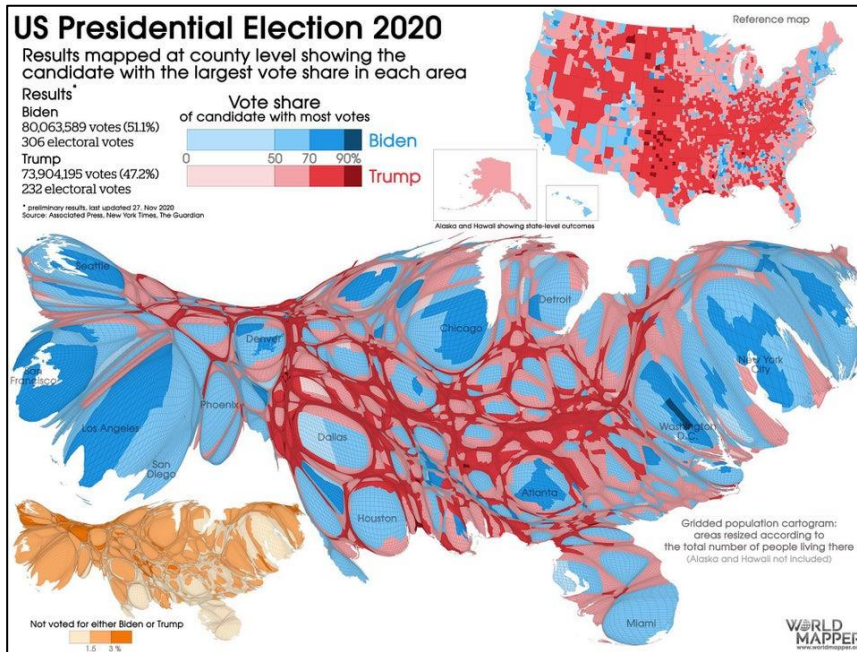 US Presidential Election 2020
Results mapped at county level showing the
candidate with the largest vote share in each area
Results*
Biden
80,063,589 votes (51.1%)
306 electoral votes
Trump
73,904,195 votes (47.2%)
232 electoral votes
* preliminary results, last updated 27. Nov 2020
Source: Associated Press, New York Times, The Guardian
Vote share
of candidate with most votes
Biden
0 50 70 90%
Trump
Reference map
Alaska and Hawaii showing state-level outcomes
Seattle
San
Francisco
Los Angeles
San
Diego
Phoenix
Denver
Dallas
Houston
Chicago
Detroit
Atlanta
Miami
Washington
D.C.
New York
City
Gridded population cartogram:
areas resized according to
the total number of people living there
(Alaska and Hawaii not included)
Not voted for either Biden or Trump
1.5 3 %
WORLD
MAPPER